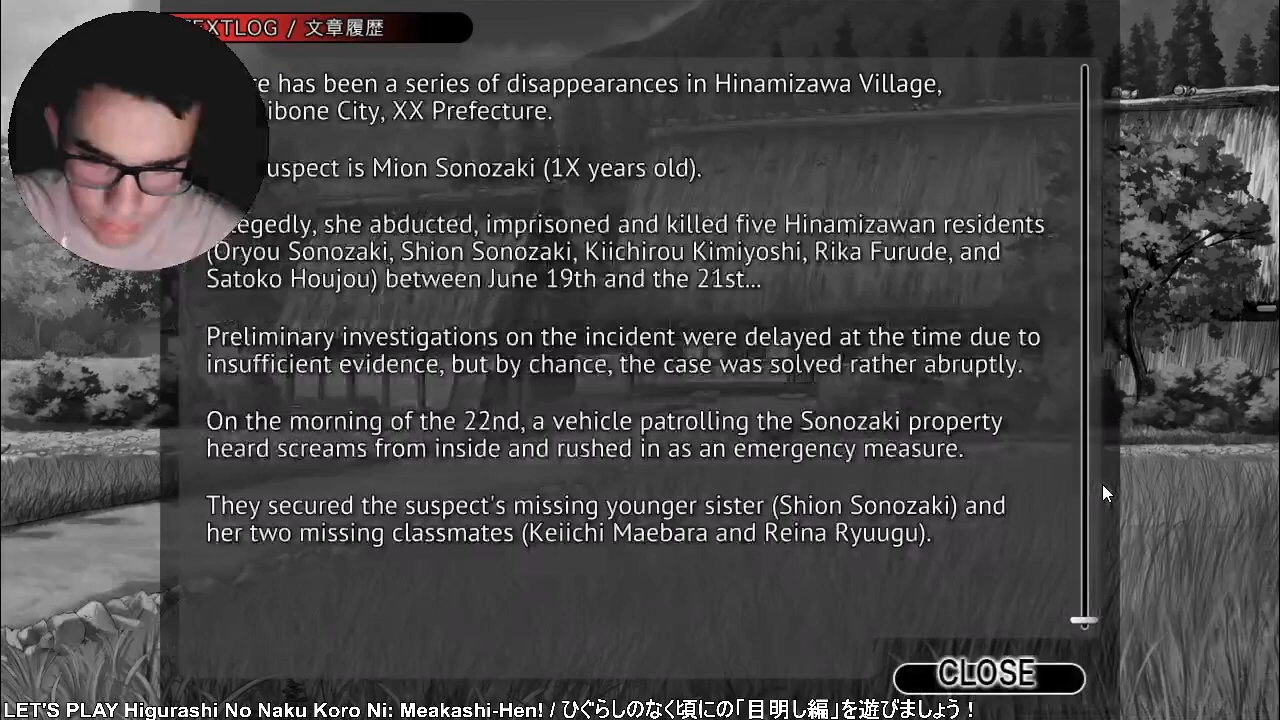 TEXTLOG / 文章履歴
has been a series of disappearances in Hinamizawa Village,
City, XX Prefecture.
is Mion Sonozaki (1X years old).
she abducted, imprisoned and killed five Hinamizawan residents
(Oryou Sonozaki, Shion Sonozaki, Kiichirou Kimiyoshi, Rika Furude, and
Satoko Houjou) between June 19th and the 21st...
Preliminary investigations on the incident were delayed at the time due to
insufficient evidence, but by chance, the case was solved rather abruptly.
On the morning of the 22nd, a vehicle patrolling the Sonozaki property
heard screams from inside and rushed in as an emergency measure.
They secured the suspect's missing younger sister (Shion Sonozaki) and
her two missing classmates (Keiichi Maebara and Reina Ryuugu).
CLOSE
LET'S PLAY Higurashi No Naku Koro Ni: Meakashi-Hen! / ひぐらしのなく頃にの「目明し編」を遊びましょう！